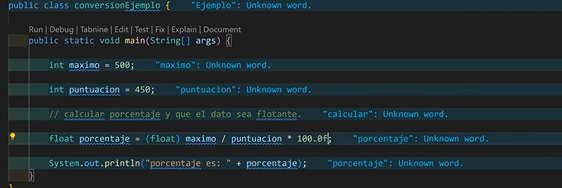 public class conversionEjemplo {    "Ejemplo": Unknown word.
Run | Debug | Tabnine | Edit | Test | Fix | Explain | Document
public static void main(String[] args) {
int maximo = 500;    "maximo": Unknown word.
int puntuacion = 450;    "puntuacion": Unknown word.
// calcular porcentaje y que el dato sea flotante.    "calcular": Unknown word.
float porcentaje = (float) maximo / puntuacion * 100.0f;    "porcetaje": Unknown word.
System.out.println("porcentaje es: " + porcentaje);    "porcentaje": Unknown word.
}
}